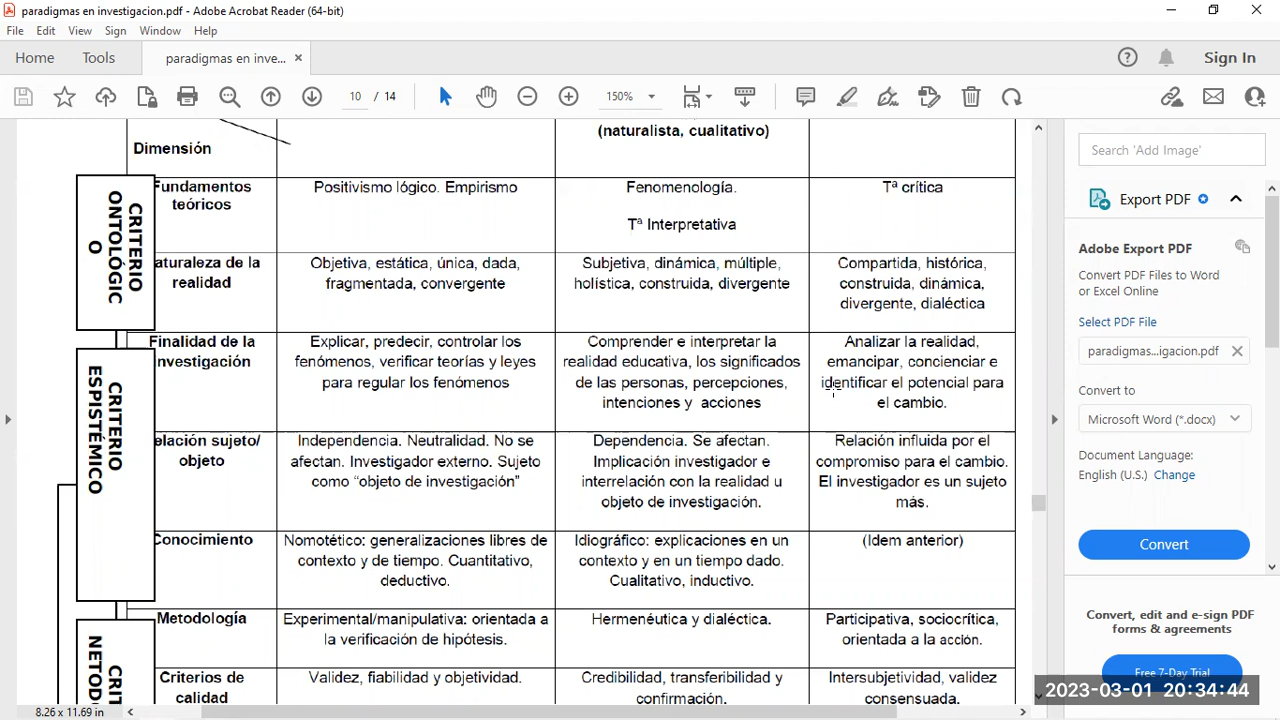 paradigmas en investigacion.pdf - Adobe Acrobat Reader (64-bit)
File Edit View Sign Window Help
Home Tools paradigmas en inve... Sign In
10 / 14 150%
(naturalista, cualitativo)
Dimensión
Fundamentos
teóricos
Positivismo lógico. Empirismo
Fenomenología.
Tª Interpretativa
Tª crítica
CRITERIO
ONTOLÓGIC
O
aturaleza de la
realidad
Objetiva, estática, única, dada,
fragmentada, convergente
Subjetiva, dinámica, múltiple,
holística, construida, divergente
Compartida, histórica,
construida, dinámica,
divergente, dialéctica
CRITERIO
ESPISTÉMICO
Finalidad de la
investigación
Explicar, predecir, controlar los
fenómenos, verificar teorías y leyes
para regular los fenómenos
Comprender e interpretar la
realidad educativa, los significados
de las personas, percepciones,
intenciones y acciones
Analizar la realidad,
emancipar, concienciar e
identificar el potencial para
el cambio.
elación sujeto/
objeto
Independencia. Neutralidad. No se
afectan. Investigador externo. Sujeto
como “objeto de investigación”
Dependencia. Se afectan.
Implicación investigador e
interrelación con la realidad u
objeto de investigación.
Relación influida por el
compromiso para el cambio.
El investigador es un sujeto
más.
Conocimiento
Nomotético: generalizaciones libres de
contexto y de tiempo. Cuantitativo,
deductivo.
Idiográfico: explicaciones en un
contexto y en un tiempo dado.
Cualitativo, inductivo.
(Idem anterior)
CRIT
NETOD
Metodología
Experimental/manipulativa: orientada a
la verificación de hipótesis.
Hermenéutica y dialéctica.
Participativa, sociocrítica,
orientada a la acción.
Criterios de
calidad
Validez, fiabilidad y objetividad.
Credibilidad, transferibilidad y
confirmación.
Intersubjetividad, validez
consensuada.
8.26 x 11.69 in
Search 'Add Image'
Export PDF
Adobe Export PDF
Convert PDF Files to Word
or Excel Online
Select PDF File
paradigmas...igacion.pdf
Convert to
Microsoft Word (*.docx)
Document Language:
English (U.S.) Change
Convert
Convert, edit and e-sign PDF
forms & agreements
Free 7-Day Trial
2023-03-01 20:34:44